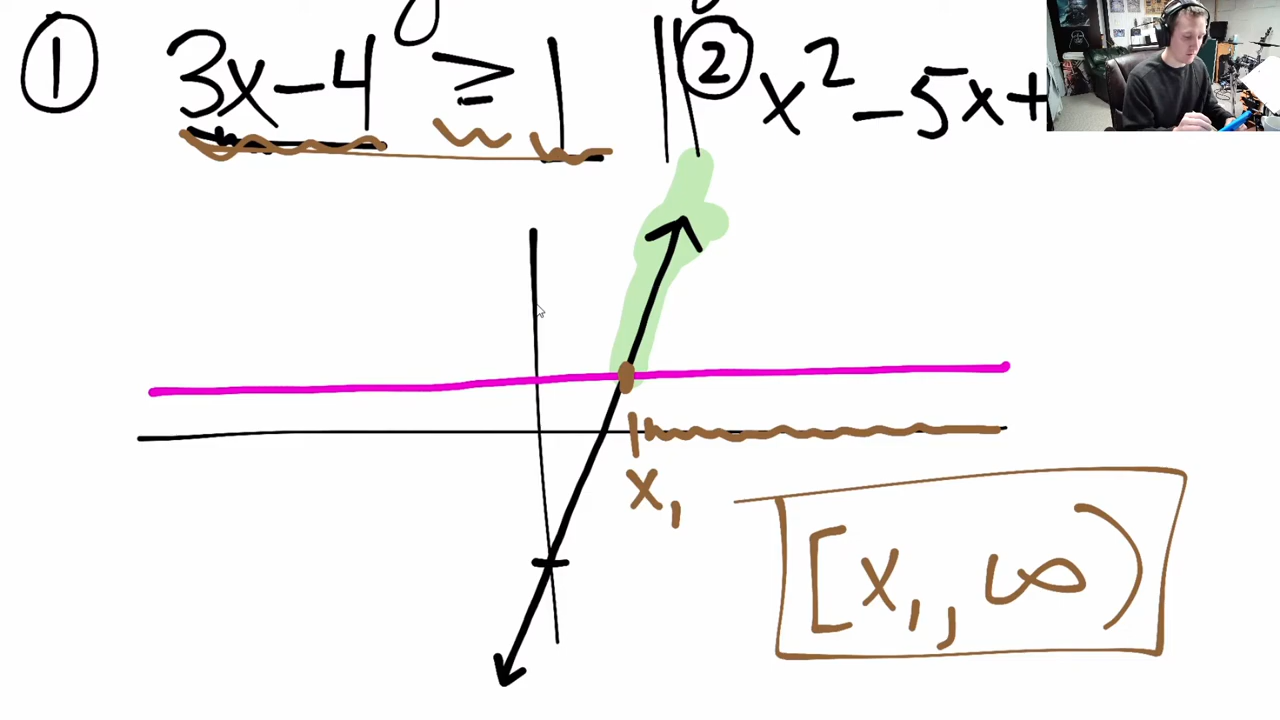 ① 3x-4 ≥ 1
② x² - 5x +
x₁
[x₁, ∞)